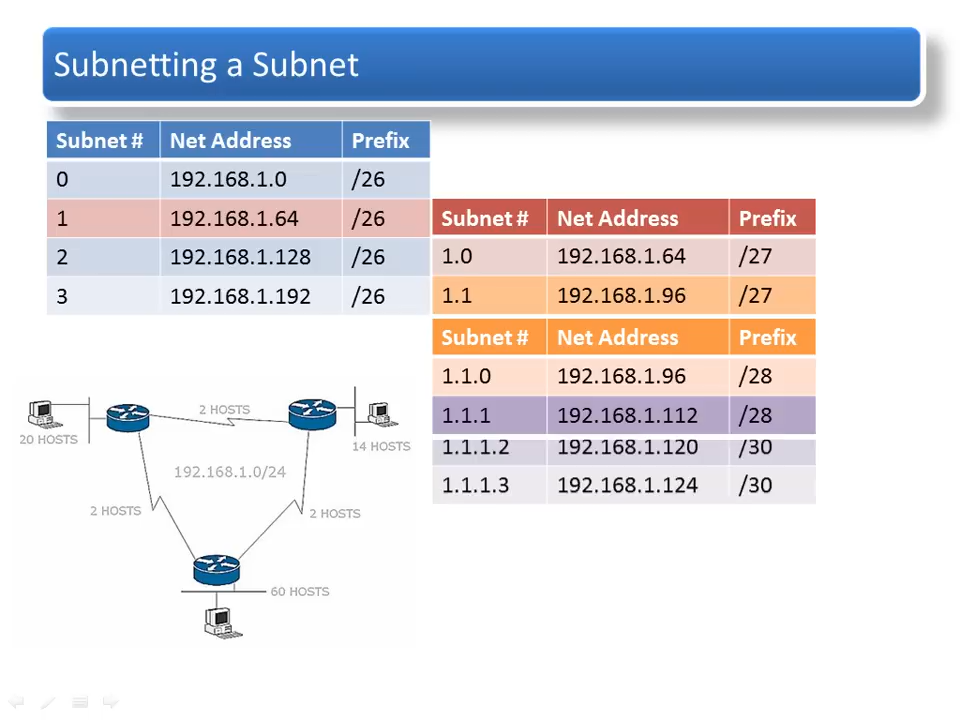 Subnetting a Subnet
Subnet # Net Address Prefix
0 192.168.1.0 /26
1 192.168.1.64 /26
2 192.168.1.128 /26
3 192.168.1.192 /26
Subnet # Net Address Prefix
1.0 192.168.1.64 /27
1.1 192.168.1.96 /27
Subnet # Net Address Prefix
1.1.0 192.168.1.96 /28
1.1.1 192.168.1.112 /28
1.1.1.2 192.168.1.120 /30
1.1.1.3 192.168.1.124 /30
2 HOSTS
20 HOSTS
14 HOSTS
192.168.1.0/24
2 HOSTS
2 HOSTS
60 HOSTS